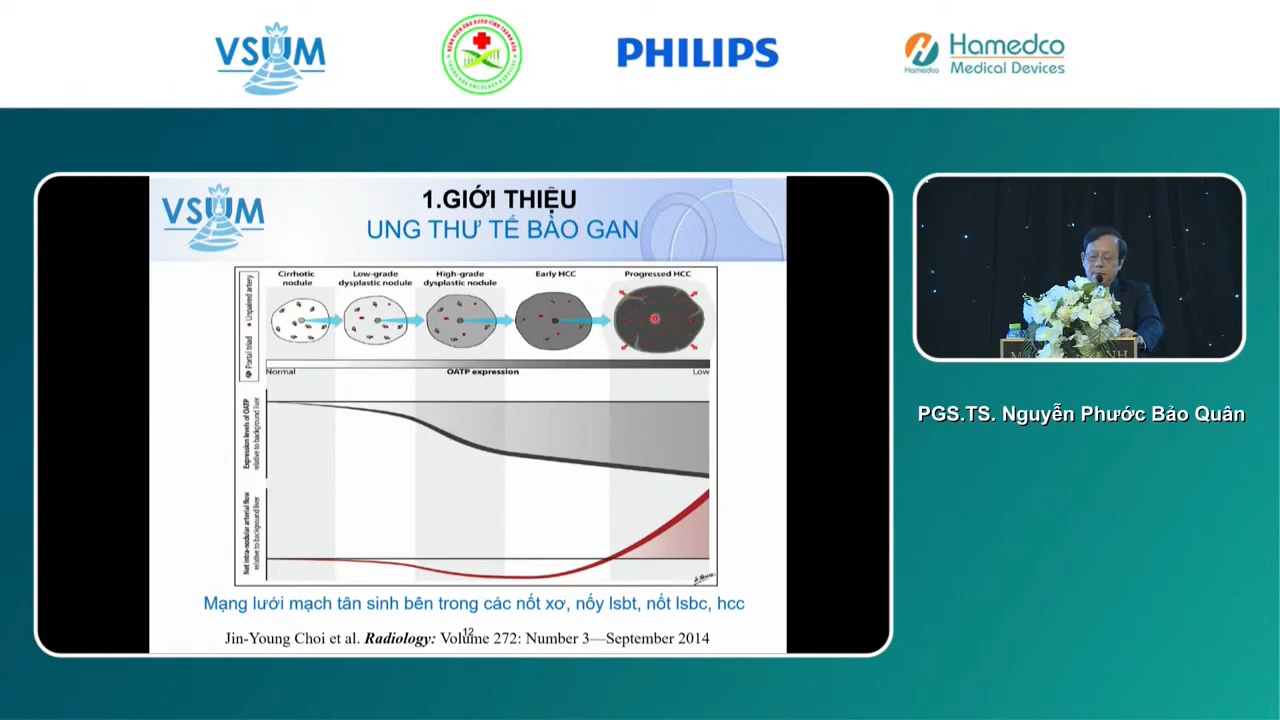 VSUM
PHILIPS
Hamedco
Hamedco
Medical Devices
VSUM
1.GIỚI THIỆU
UNG THƯ TẾ BÀO GAN
Portal triad
Unpaired artery
Cirrhotic
nodule
Low-grade
dysplastic nodule
High-grade
dysplastic nodule
Early HCC
Progressed HCC
Normal
OATP expression
Low
Expression levels of OATP
relative to background liver
Net intra-nodular arterial flow
relative to background liver
Mạng lưới mạch tân sinh bên trong các nốt xơ, nốy lsbt, nốt lsbc, hcc
12
Jin-Young Choi et al. Radiology: Volume 272: Number 3—September 2014
PGS.TS. Nguyễn Phước Bảo Quân